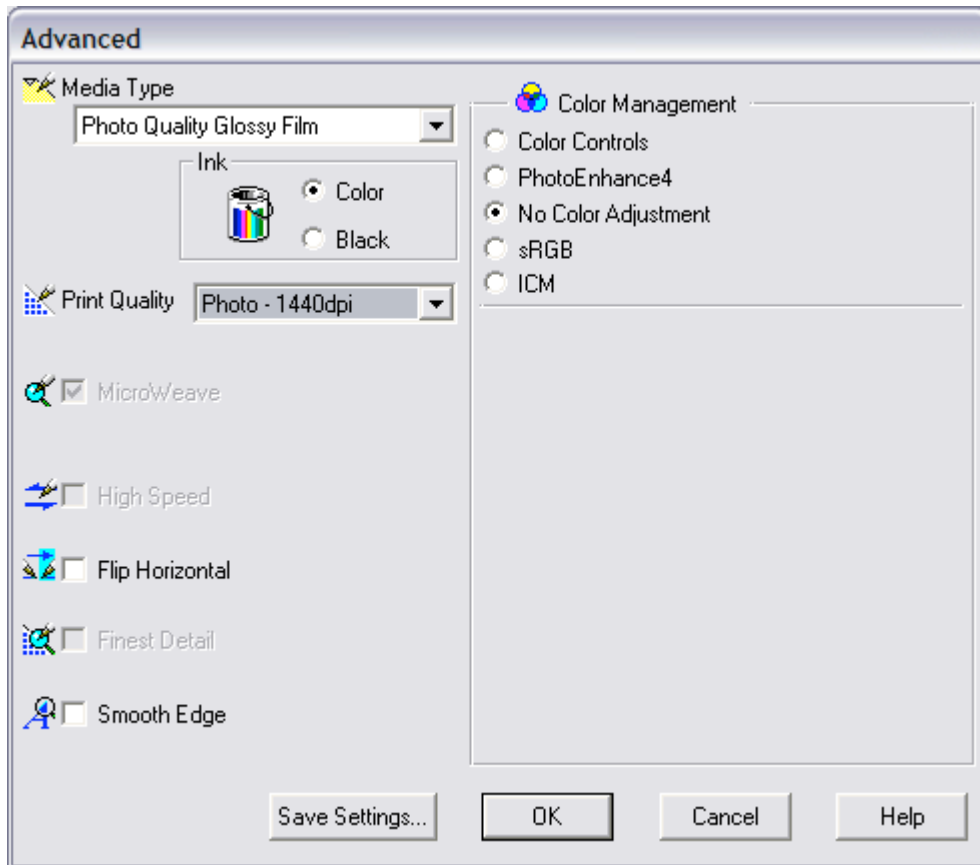 Advanced
Media Type
Photo Quality Glossy Film
Ink
Color
Black
Print Quality
Photo - 1440dpi
MicroWeave
High Speed
Flip Horizontal
Finest Detail
Smooth Edge
Color Management
Color Controls
PhotoEnhance4
No Color Adjustment
sRGB
ICM
Save Settings...
OK
Cancel
Help